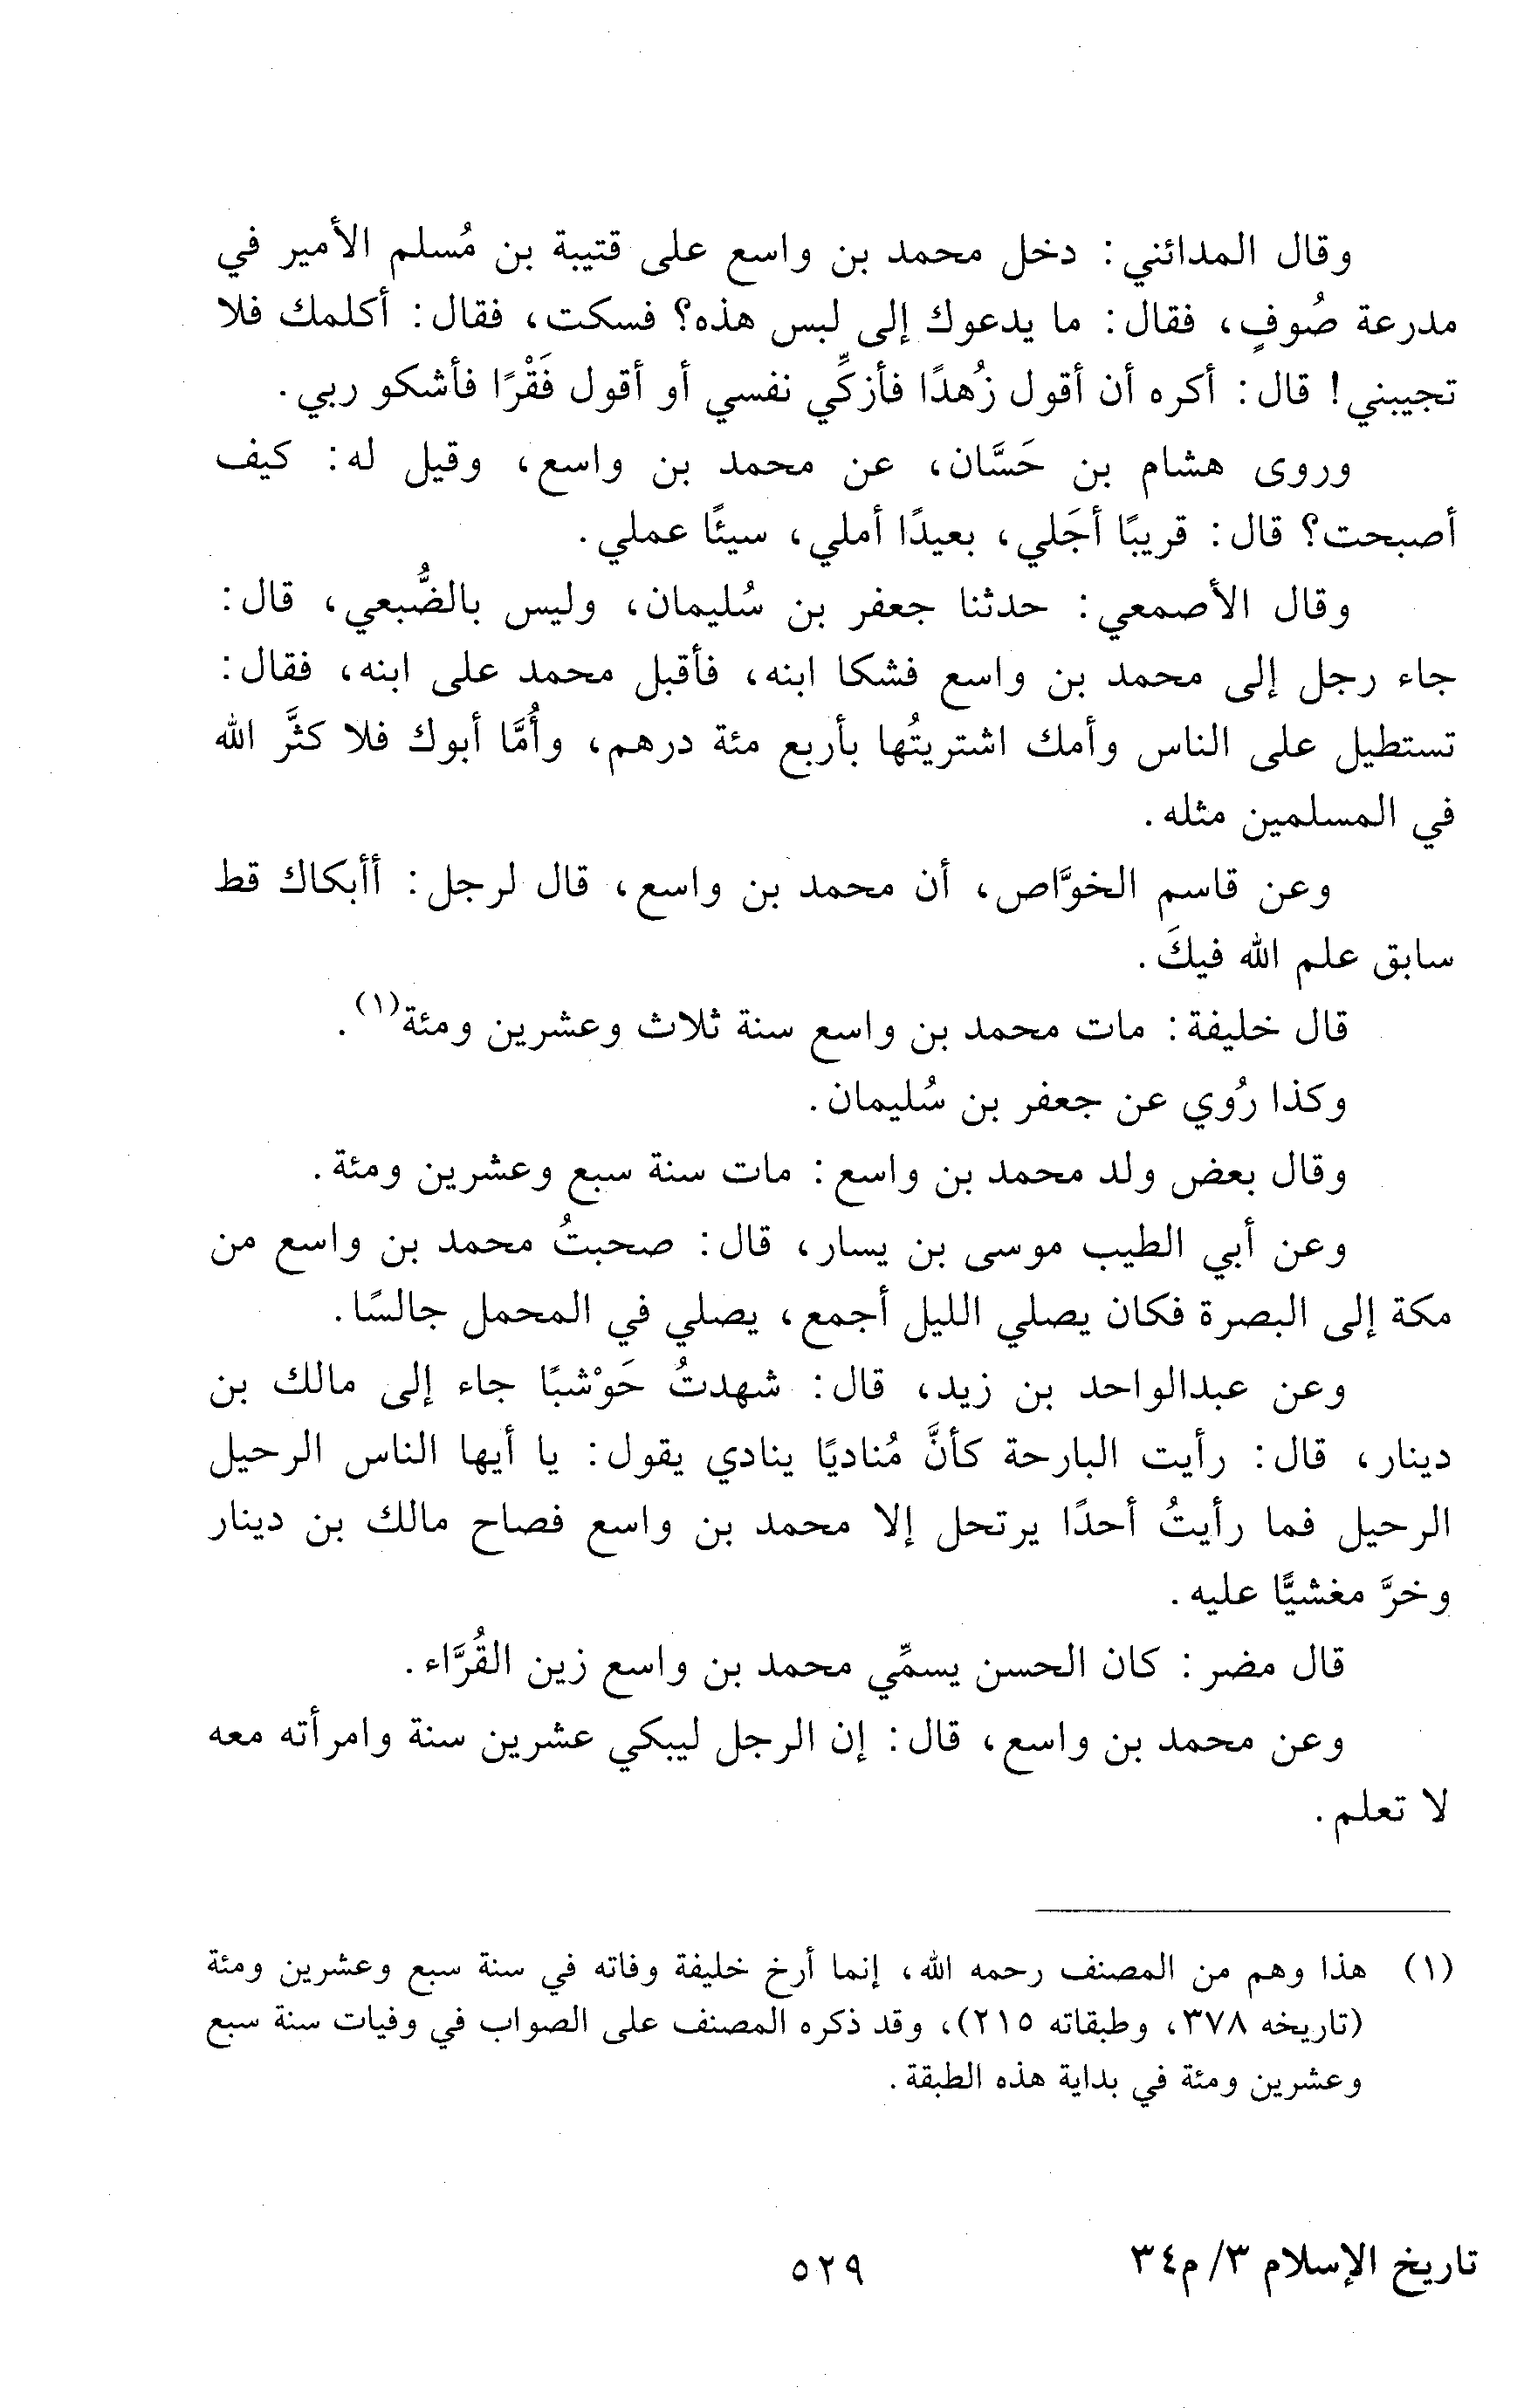 وقال المدائني: دخل محمد بن واسع على قتيبة بن مُسلم الأمير في
مدرعة صُوفٍ، فقال: ما يدعوك إلى لبس هذه؟ فسكت، فقال: أكلمك فلا
تجيبني! قال: أكره أن أقول زُهدًا فأزكِّي نفسي أو أقول فَقْرًا فأشكو ربي.
وروى هشام بن حَسَّان، عن محمد بن واسع، وقيل له: كيف
أصبحت؟ قال: قريبًا أجَلي، بعيدًا أملي، سيئًا عملي.
وقال الأصمعي: حدثنا جعفر بن سُليمان، وليس بالضُّبعي، قال:
جاء رجل إلى محمد بن واسع فشكا ابنه، فأقبل محمد على ابنه، فقال:
تستطيل على الناس وأمك اشتريتُها بأربع مئة درهم، وأُمَّا أبوك فلا كثَّر الله
في المسلمين مثله.
وعن قاسم الخوَّاص، أن محمد بن واسع، قال لرجل: أأبكاك قط
سابق علم الله فيكَ.
قال خليفة: مات محمد بن واسع سنة ثلاث وعشرين ومئة(١).
وكذا رُوي عن جعفر بن سُليمان.
وقال بعض ولد محمد بن واسع: مات سنة سبع وعشرين ومئة.
وعن أبي الطيب موسى بن يسار، قال: صحبتُ محمد بن واسع من
مكة إلى البصرة فكان يصلي الليل أجمع، يصلي في المحمل جالسًا.
وعن عبدالواحد بن زيد، قال: شهدتُ حَوْشبًا جاء إلى مالك بن
دينار، قال: رأيت البارحة كأنَّ مُناديًا ينادي يقول: يا أيها الناس الرحيل
الرحيل فما رأيتُ أحدًا يرتحل إلا محمد بن واسع فصاح مالك بن دينار
وخرَّ مغشيًّا عليه.
قال مضر: كان الحسن يسمِّي محمد بن واسع زين القُرَّاء.
وعن محمد بن واسع، قال: إن الرجل ليبكي عشرين سنة وامرأته معه
لا تعلم.
(١) هذا وهم من المصنف رحمه الله، إنما أرخ خليفة وفاته في سنة سبع وعشرين ومئة
(تاريخه ٣٧٨، وطبقاته ٢١٥)، وقد ذكره المصنف على الصواب في وفيات سنة سبع
وعشرين ومئة في بداية هذه الطبقة.
تاريخ الإسلام ٣/ م٣٤
٥٢٩